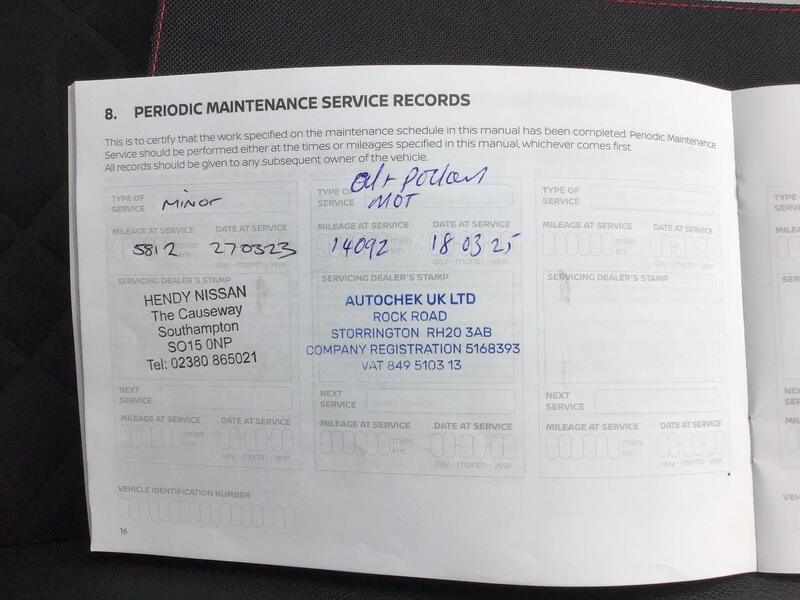 8. PERIODIC MAINTENANCE SERVICE RECORDS
This is to certify that the work specified on the maintenance schedule in this manual has been completed. Periodic Maintenance
Service should be performed either at the times or mileages specified in this manual, whichever comes first.
All records should be given to any subsequent owner of the vehicle.
TYPE OF
SERVICE
Minor
MILEAGE AT SERVICE DATE AT SERVICE
5812 miles 270323
km day - month - year
SERVICING DEALER'S STAMP
HENDY NISSAN
The Causeway
Southampton
SO15 0NP
Tel: 02380 865021
NEXT
SERVICE
MILEAGE AT SERVICE DATE AT SERVICE
miles
km day - month - year
TYPE OF
SERVICE
MOT
MILEAGE AT SERVICE DATE AT SERVICE
14092 miles 18 03 25
km day - month - year
SERVICING DEALER'S STAMP
AUTOCHEK UK LTD
ROCK ROAD
STORRINGTON RH20 3AB
COMPANY REGISTRATION 5168393
VAT 849 5103 13
NEXT
SERVICE
MILEAGE AT SERVICE DATE AT SERVICE
miles
km day - month - year
TYPE OF
SERVICE
MILEAGE AT SERVICE DATE AT SERVICE
miles
km day - month - year
SERVICING DEALER'S STAMP
NEXT
SERVICE
MILEAGE AT SERVICE DATE AT SERVICE
miles
km day - month - year
VEHICLE IDENTIFICATION NUMBER
16